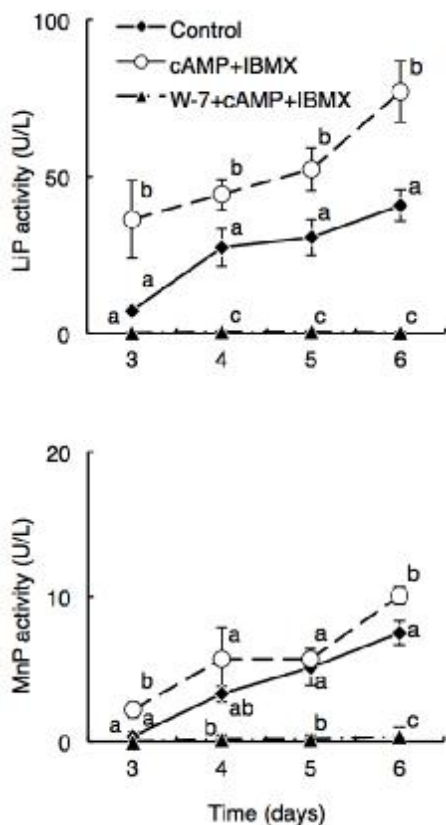 100
Control
cAMP+IBMX
W-7+cAMP+IBMX
b
b
b
b
50
a
a
a
a
a
c
c
c
0
3 4 5 6
LiP activity (U/L)
20
10
b
a
a
b
a
a
ab
a
a
b
b
c
0
3 4 5 6
MnP activity (U/L)
Time (days)